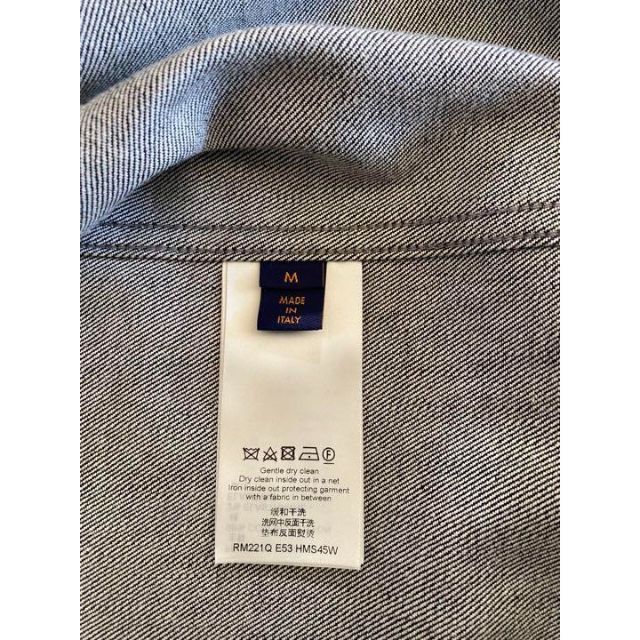 M
MADE
IN
ITALY
Gentle dry clean
Dry clean inside out in a net
Iron inside out protecting garment
with a fabric in between
缓和干洗
洗网中反面干洗
垫布反面熨烫
RM221Q E53 HMS45W